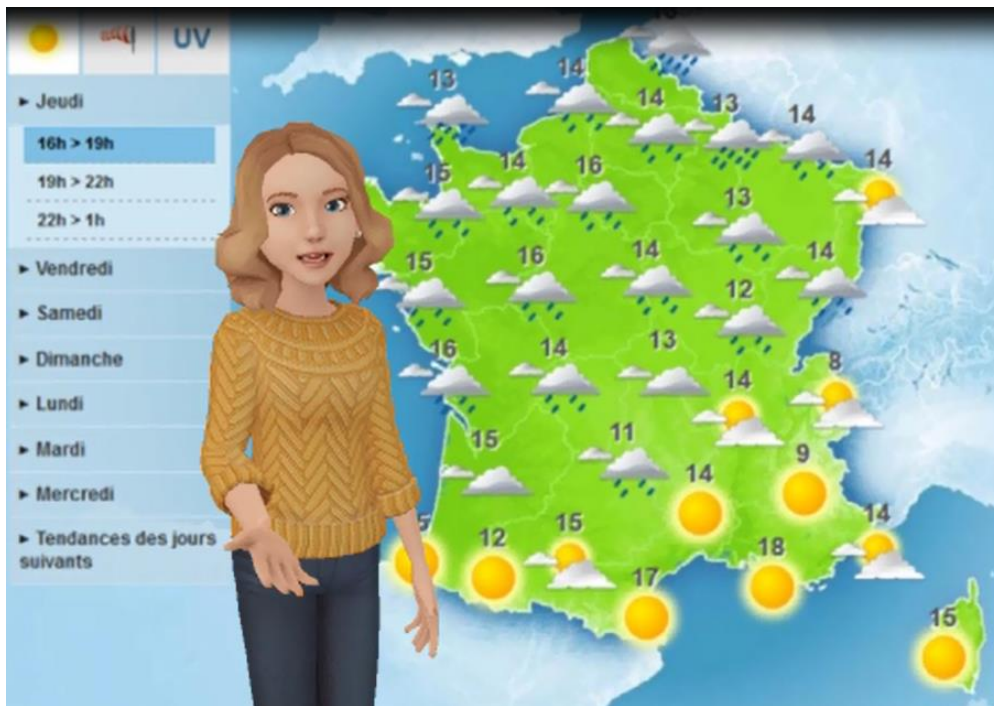 UV
► Jeudi
16h > 19h
19h > 22h
22h > 1h
► Vendredi
► Samedi
► Dimanche
► Lundi
► Mardi
► Mercredi
► Tendances des jours
suivants
13
14
14
13
14
14
15
14
16
13
15
16
14
14
12
16
14
13
14
8
15
11
14
9
12
15
17
18
14
15